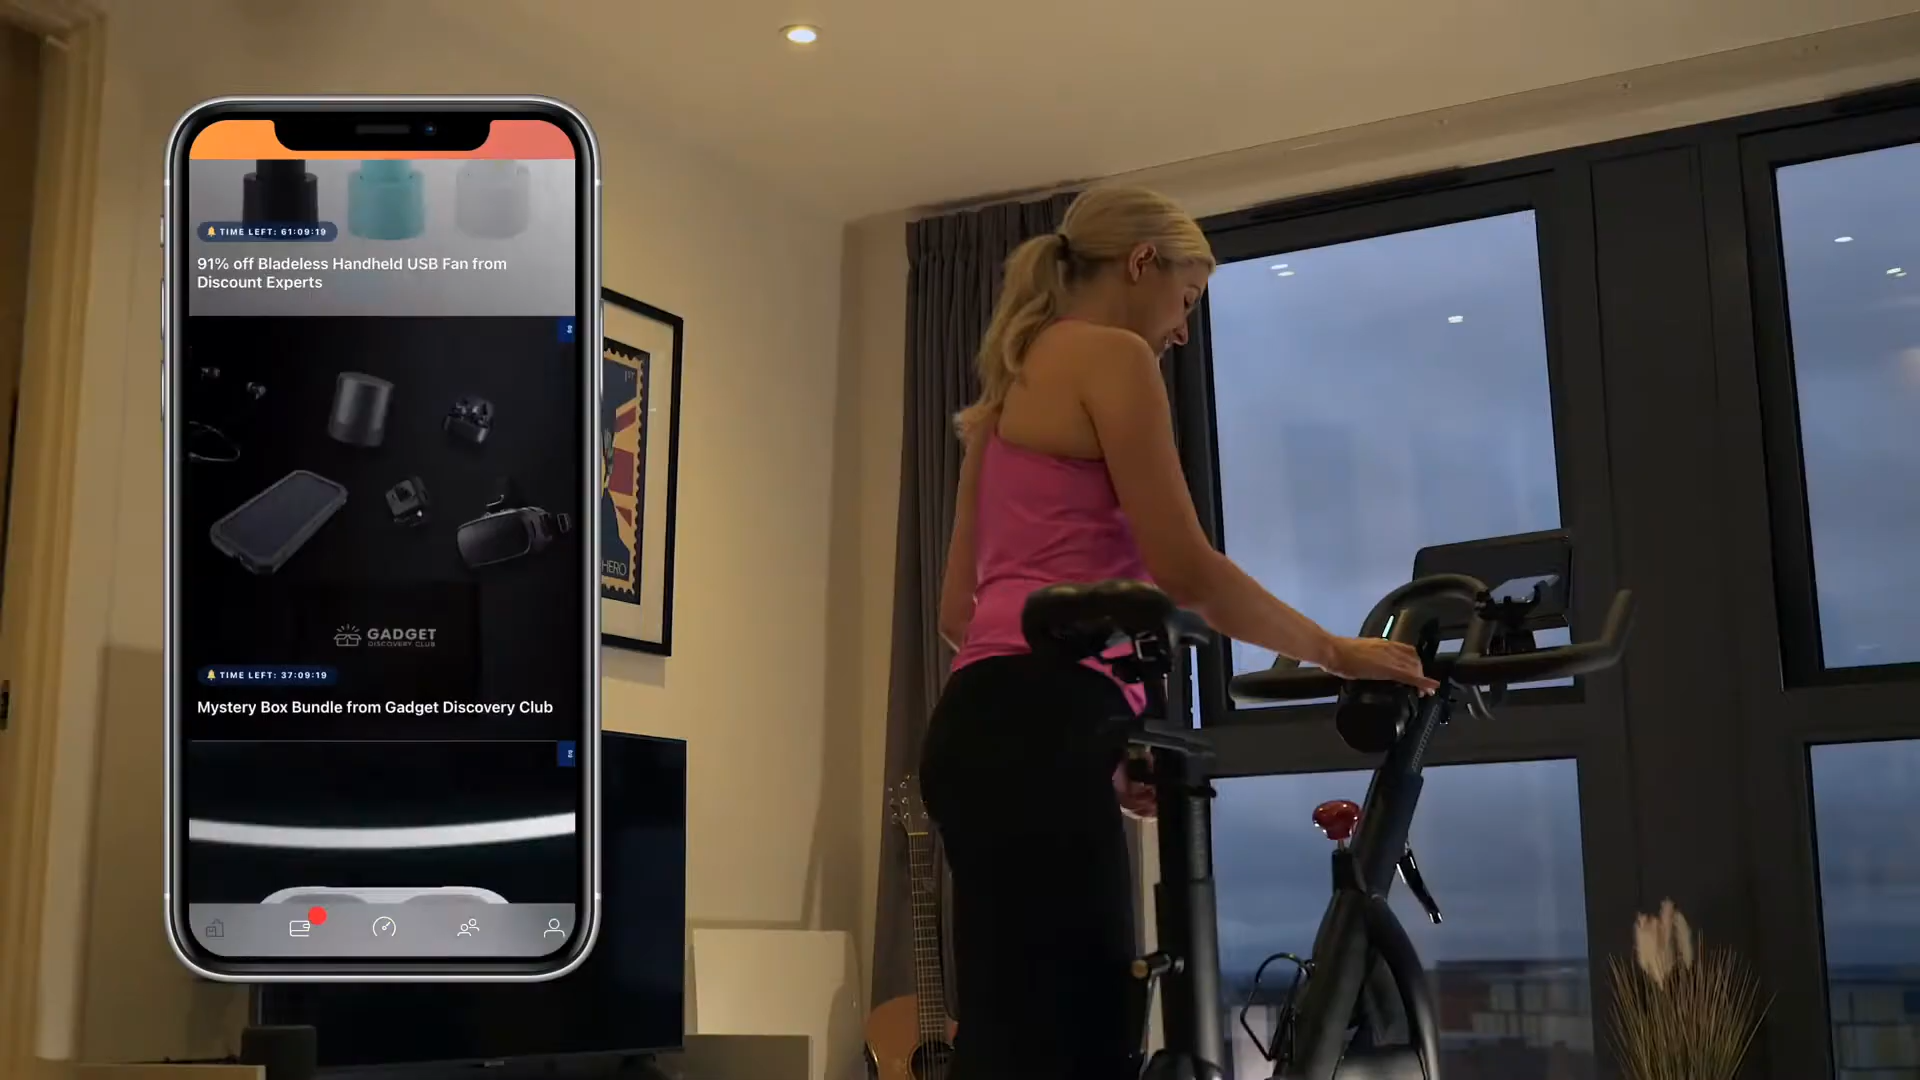 TIME LEFT: 61:09:19
91% off Bladeless Handheld USB Fan from
Discount Experts
1ST
HERO
GADGET
DISCOVERY CLUB
TIME LEFT: 37:09:19
Mystery Box Bundle from Gadget Discovery Club